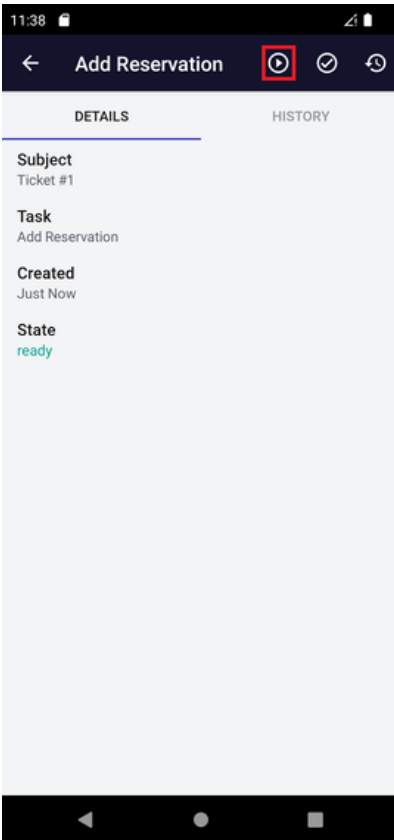 11:38
Add Reservation
DETAILS
HISTORY
Subject
Ticket #1
Task
Add Reservation
Created
Just Now
State
ready